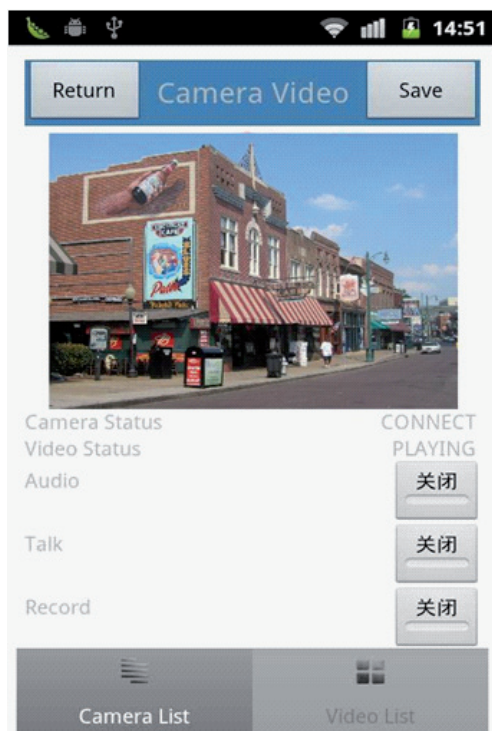 14:51
Return
Camera Video
Save
CAFE
Camera Status
CONNECT
Video Status
PLAYING
Audio
关闭
Talk
关闭
Record
关闭
Camera List
Video List